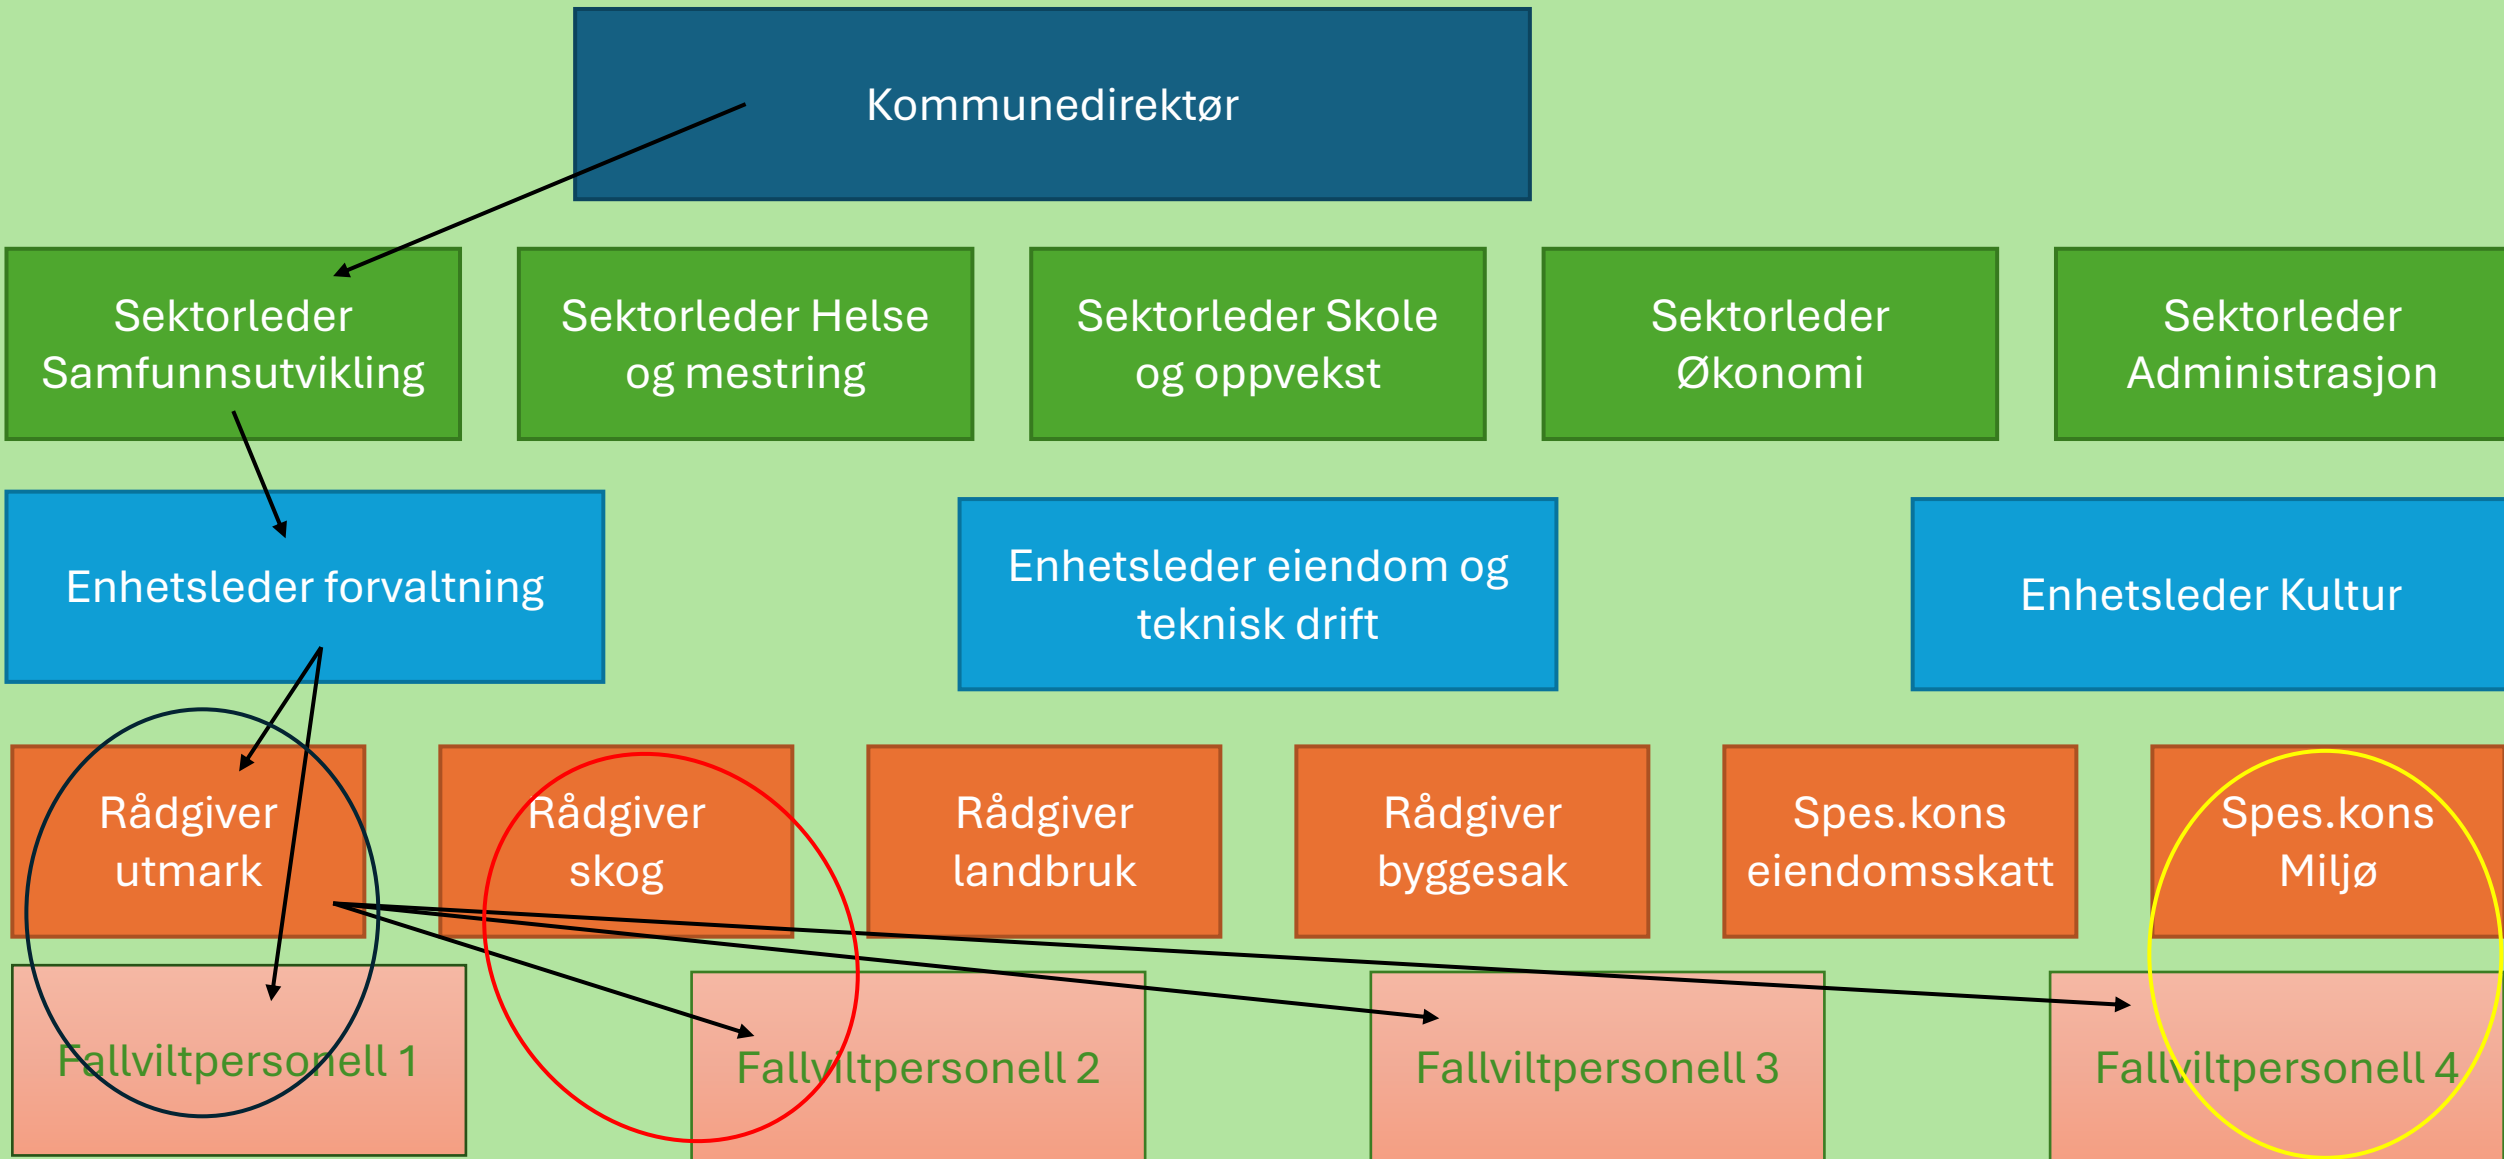 Kommunedirektør
Sektorleder
Samfunnsutvikling
Sektorleder Helse
og mestring
Sektorleder Skole
og oppvekst
Sektorleder
Økonomi
Sektorleder
Administrasjon
Enhetsleder forvaltning
Enhetsleder eiendom og
teknisk drift
Enhetsleder Kultur
Rådgiver
utmark
Rådgiver
skog
Rådgiver
landbruk
Rådgiver
byggesak
Spes.kons
eiendomsskatt
Spes.kons
Miljø
Fallviltpersonell 1
Fallviltpersonell 2
Fallviltpersonell 3
Fallviltpersonell 4